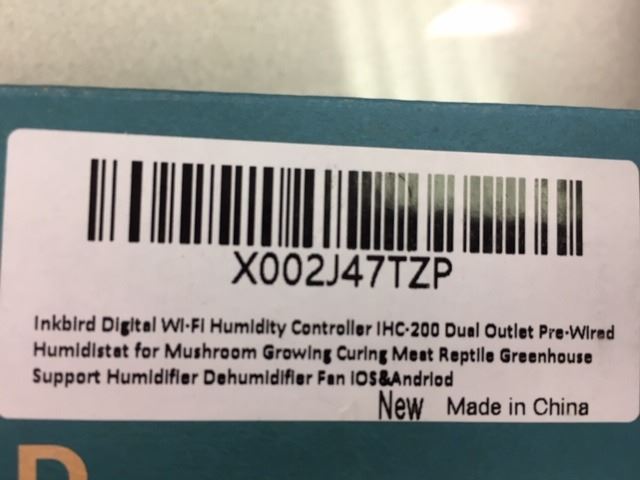 X002J47TZP
Inkbird Digital Wi-Fi Humidity Controller IHC-200 Dual Outlet Pre-Wired
Humidistat for Mushroom Growing Curing Meat Reptile Greenhouse
Support Humidifier Dehumidifier Fan iOS&Andriod
New Made in China